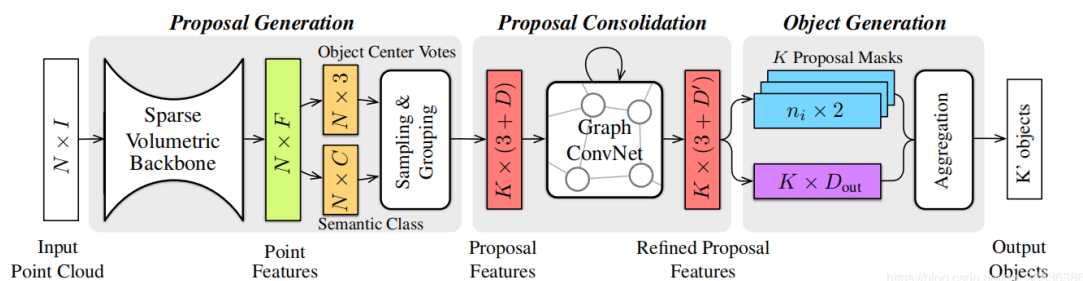 Proposal Generation
Proposal Consolidation
Object Generation
N × I
Sparse
Volumetric
Backbone
N × F
Object Center Votes
N × 3
N × C
Semantic Class
Sampling &
Grouping
K × (3 + D)
Graph
ConvNet
K × (3 + D′)
K Proposal Masks
nᵢ × 2
K × Dout
Aggregation
K' objects
Input
Point Cloud
Point
Features
Proposal
Features
Refined Proposal
Features
Output
Objects